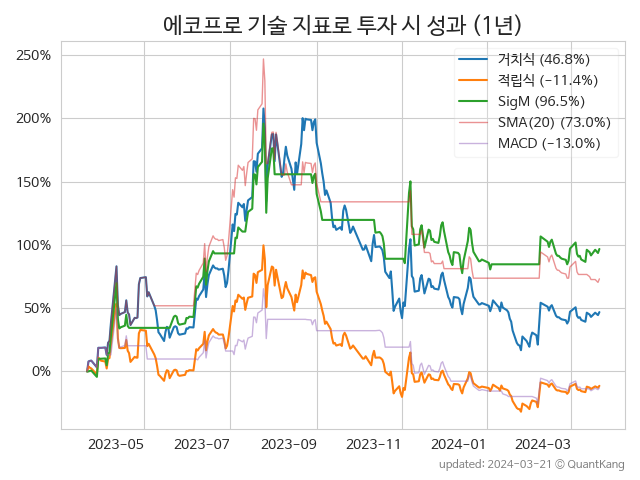 에코프로 기술 지표로 투자 시 성과 (1년)
250%
200%
150%
100%
50%
0%
거치식 (46.8%)
적립식 (−11.4%)
SigM (96.5%)
SMA(20) (73.0%)
MACD (−13.0%)
2023-05
2023-07
2023-09
2023-11
2024-01
2024-03
updated: 2024-03-21 © QuantKang